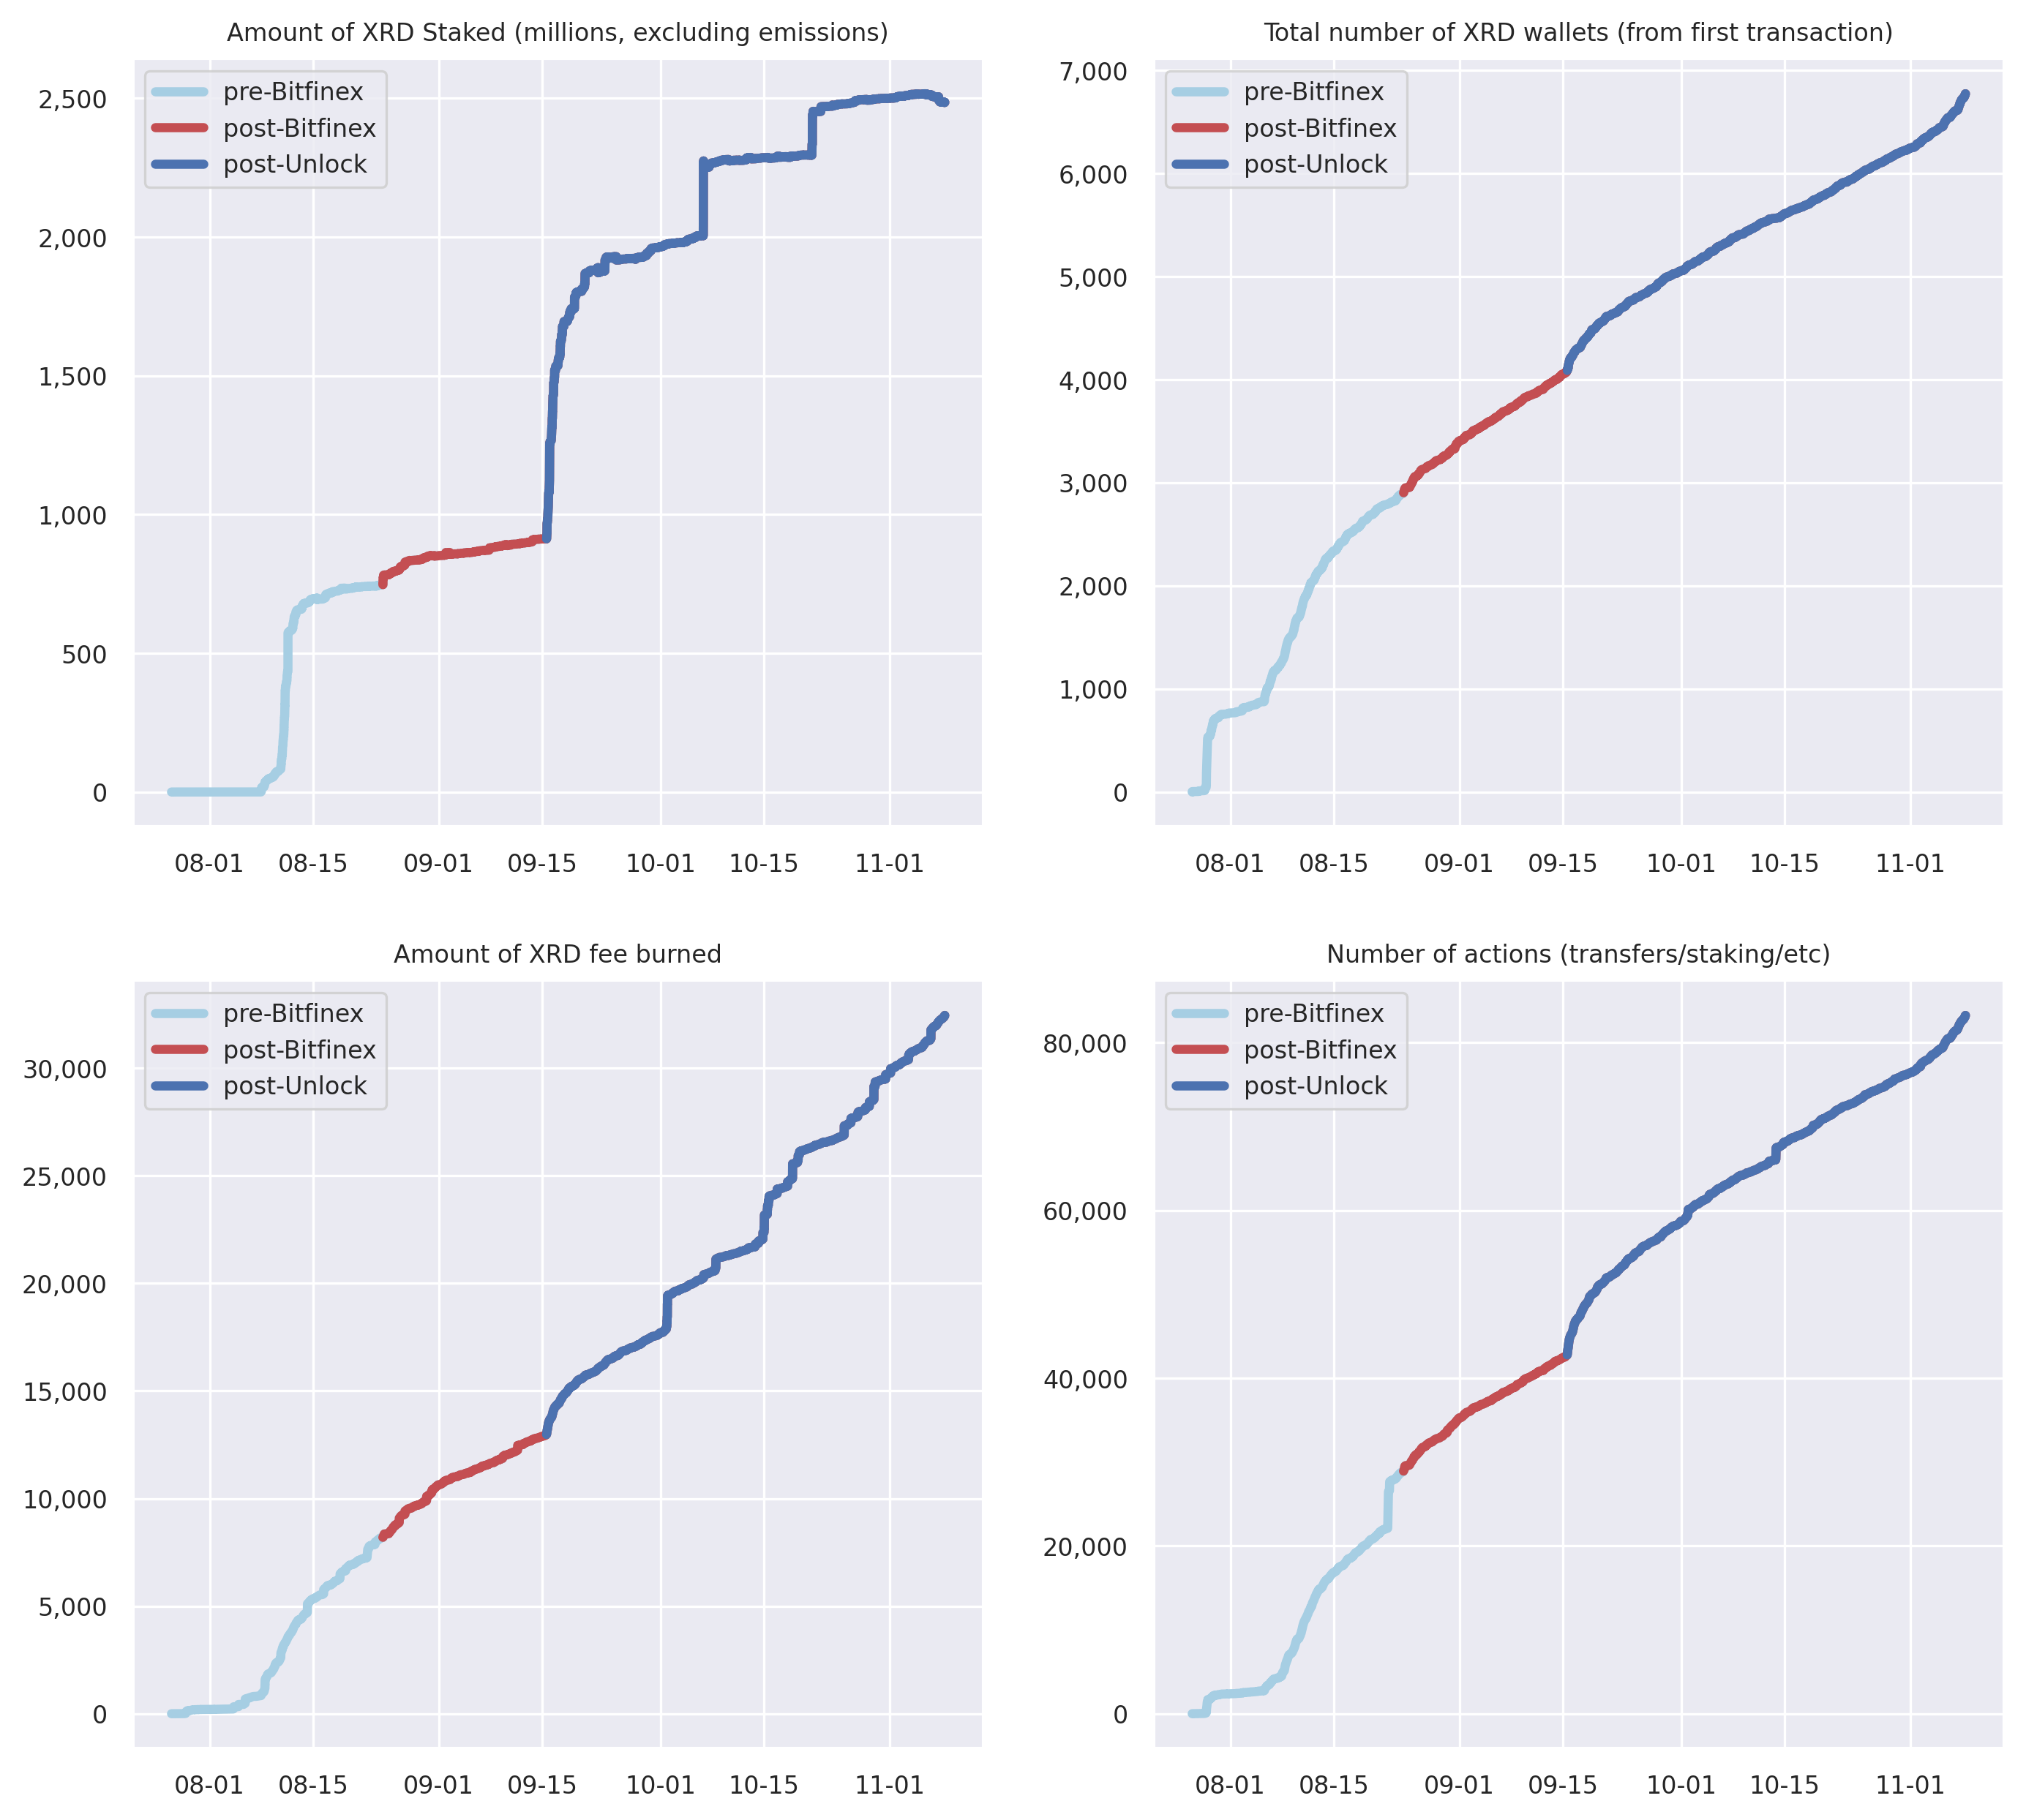 Amount of XRD Staked (millions, excluding emissions)
pre-Bitfinex
post-Bitfinex
post-Unlock
2,500
2,000
1,500
1,000
500
0
08-01 08-15 09-01 09-15 10-01 10-15 11-01
Total number of XRD wallets (from first transaction)
pre-Bitfinex
post-Bitfinex
post-Unlock
7,000
6,000
5,000
4,000
3,000
2,000
1,000
0
08-01 08-15 09-01 09-15 10-01 10-15 11-01
Amount of XRD fee burned
pre-Bitfinex
post-Bitfinex
post-Unlock
30,000
25,000
20,000
15,000
10,000
5,000
0
08-01 08-15 09-01 09-15 10-01 10-15 11-01
Number of actions (transfers/staking/etc)
pre-Bitfinex
post-Bitfinex
post-Unlock
80,000
60,000
40,000
20,000
0
08-01 08-15 09-01 09-15 10-01 10-15 11-01